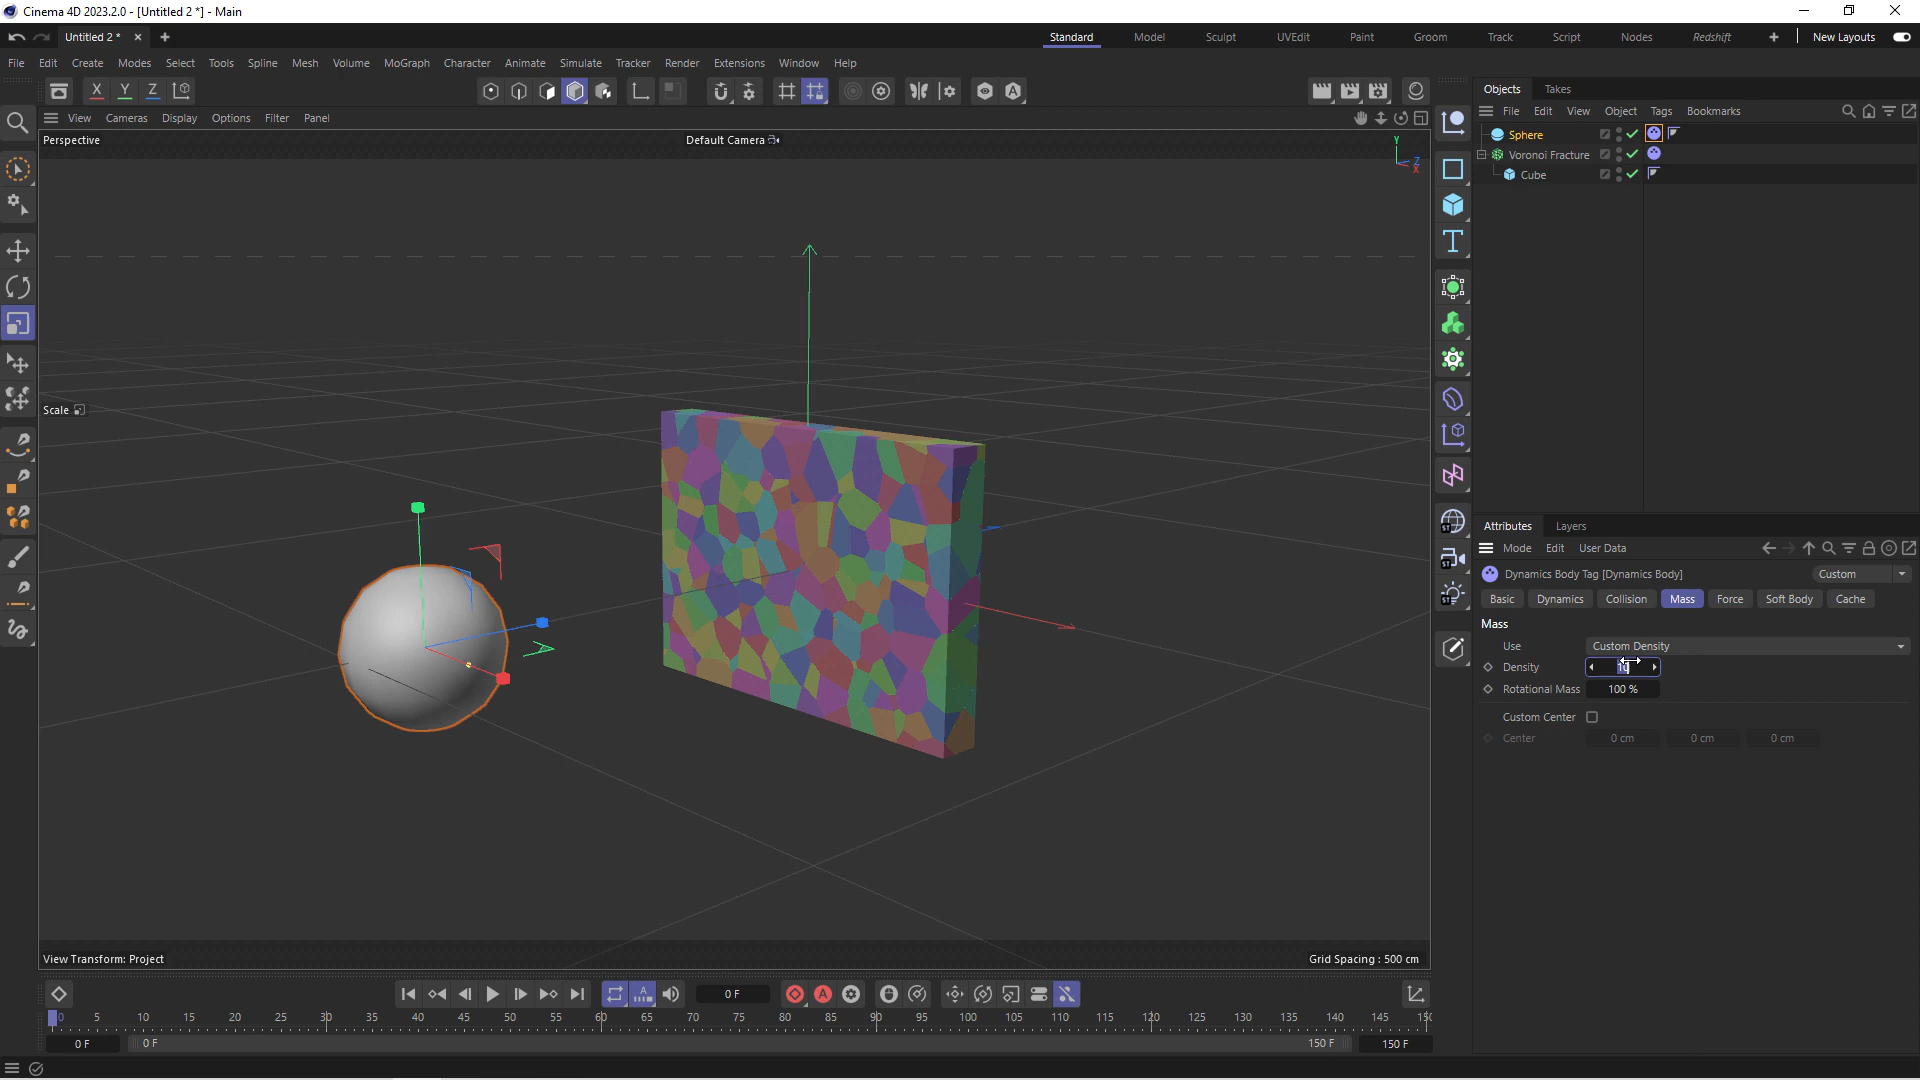 Cinema 4D 2023.2.0 - [Untitled 2 *] - Main
Untitled 2 *
Standard Model Sculpt UVEdit Paint Groom Track Script Nodes Redshift New Layouts
File Edit Create Modes Select Tools Spline Mesh Volume MoGraph Character Animate Simulate Tracker Render Extensions Window Help
X Y Z
Objects Takes
View Cameras Display Options Filter Panel
File Edit View Object Tags Bookmarks
Perspective
Default Camera
Y
Z
X
Sphere
Voronoi Fracture
Cube
Scale
Attributes Layers
Mode Edit User Data
Dynamics Body Tag [Dynamics Body]
Custom
Basic Dynamics Collision Mass Force Soft Body Cache
Mass
Use Custom Density
Density
Rotational Mass 100 %
Custom Center
Center 0 cm 0 cm 0 cm
ST
ST
ST
View Transform: Project
Grid Spacing : 500 cm
0 F
0 5 10 15 20 25 30 35 40 45 50 55 60 65 70 75 80 85 90 95 100 105 110 115 120 125 130 135 140 145
0 F 0 F 150 F 150 F